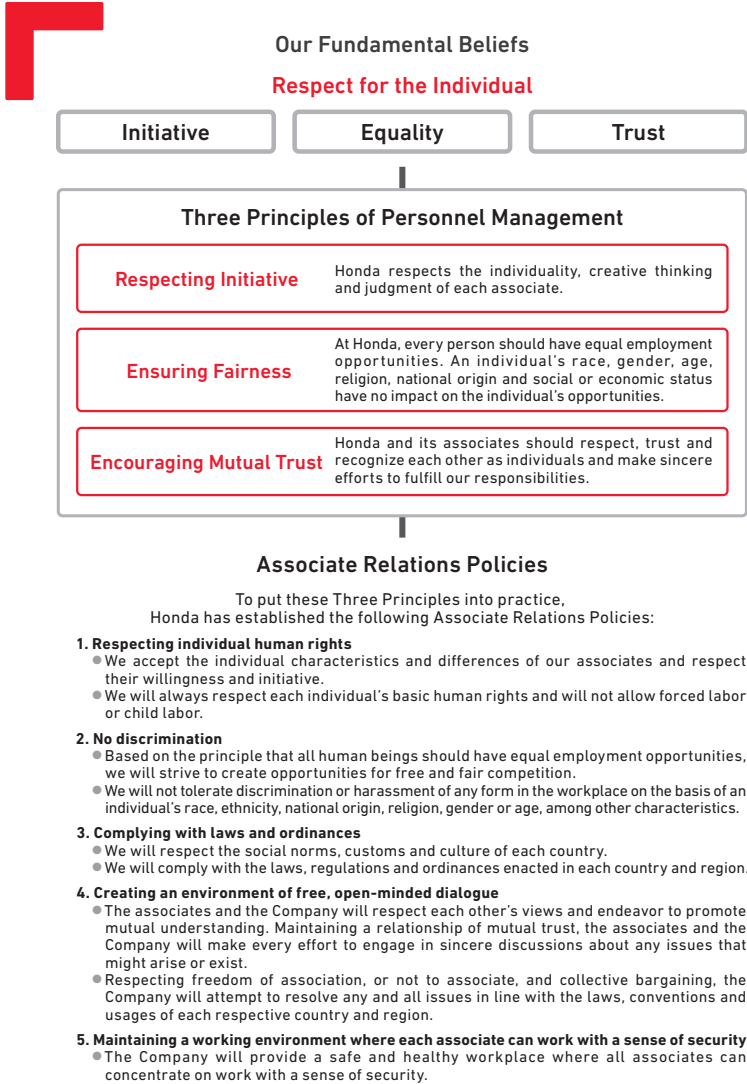 Our Fundamental Beliefs
Respect for the Individual
Initiative
Equality
Trust
Three Principles of Personnel Management
Respecting Initiative
Honda respects the individuality, creative thinking
and judgment of each associate.
Ensuring Fairness
At Honda, every person should have equal employment
opportunities. An individual's race, gender, age,
religion, national origin and social or economic status
have no impact on the individual's opportunities.
Encouraging Mutual Trust
Honda and its associates should respect, trust and
recognize each other as individuals and make sincere
efforts to fulfill our responsibilities.
Associate Relations Policies
To put these Three Principles into practice,
Honda has established the following Associate Relations Policies:
1. Respecting individual human rights
● We accept the individual characteristics and differences of our associates and respect
their willingness and initiative.
● We will always respect each individual's basic human rights and will not allow forced labor
or child labor.
2. No discrimination
● Based on the principle that all human beings should have equal employment opportunities,
we will strive to create opportunities for free and fair competition.
● We will not tolerate discrimination or harassment of any form in the workplace on the basis of an
individual's race, ethnicity, national origin, religion, gender or age, among other characteristics.
3. Complying with laws and ordinances
● We will respect the social norms, customs and culture of each country.
● We will comply with the laws, regulations and ordinances enacted in each country and region.
4. Creating an environment of free, open-minded dialogue
● The associates and the Company will respect each other's views and endeavor to promote
mutual understanding. Maintaining a relationship of mutual trust, the associates and the
Company will make every effort to engage in sincere discussions about any issues that
might arise or exist.
● Respecting freedom of association, or not to associate, and collective bargaining, the
Company will attempt to resolve any and all issues in line with the laws, conventions and
usages of each respective country and region.
5. Maintaining a working environment where each associate can work with a sense of security
● The Company will provide a safe and healthy workplace where all associates can
concentrate on work with a sense of security.